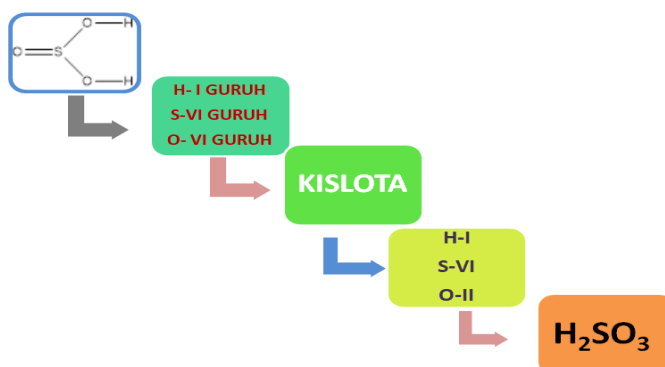 O—H
O=S
O—H
H- I GURUH
S-VI GURUH
O- VI GURUH
KISLOTA
H-I
S-VI
O-II
H₂SO₃